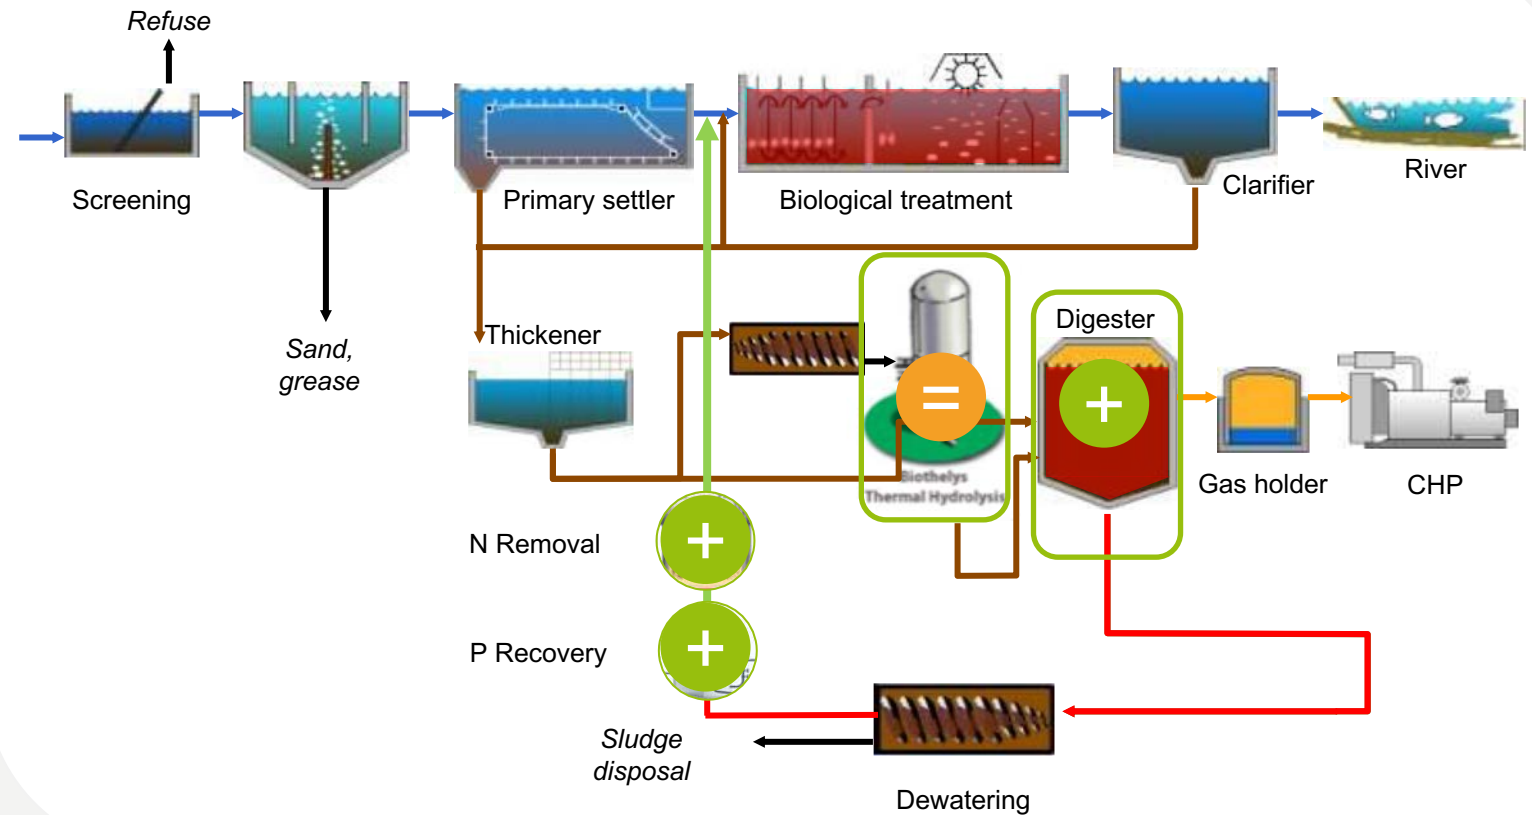 Refuse
Screening
Primary settler
Biological treatment
Clarifier
River
Sand,
grease
Thickener
Digester
=
+
Biothelys
Thermal Hydrolysis
Gas holder
CHP
N Removal
+
P Recovery
+
Sludge
disposal
Dewatering